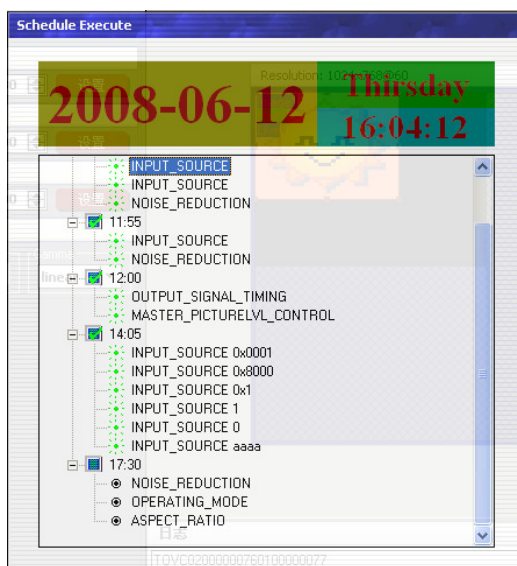 Schedule Execute
设置
Resolution: 1024x768@60
2008-06-12
Thirsday
16:04:12
设置
INPUT_SOURCE
INPUT_SOURCE
设置
NOISE_REDUCTION
11:55
INPUT_SOURCE
NOISE_REDUCTION
12:00
line
OUTPUT_SIGNAL_TIMING
MASTER_PICTURELVL_CONTROL
14:05
INPUT_SOURCE 0x0001
INPUT_SOURCE 0x8000
INPUT_SOURCE 0x1
INPUT_SOURCE 1
INPUT_SOURCE 0
INPUT_SOURCE aaaa
17:30
NOISE_REDUCTION
OPERATING_MODE
ASPECT_RATIO
日志